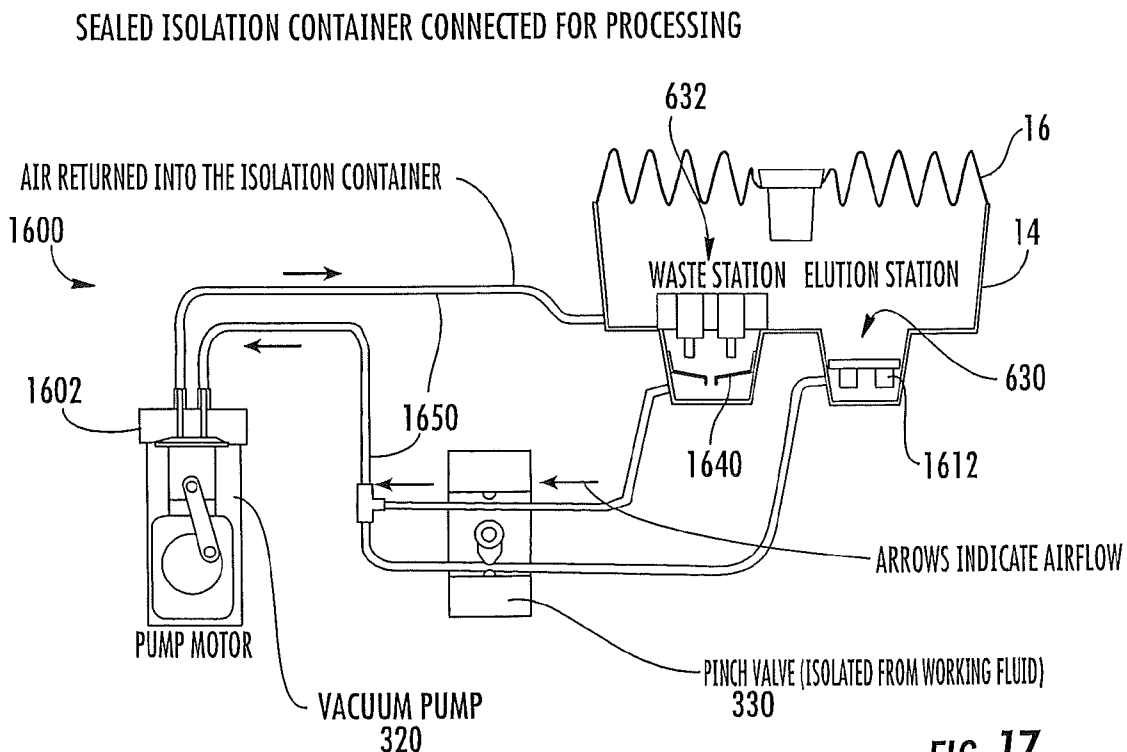 SEALED ISOLATION CONTAINER CONNECTED FOR PROCESSING
632
16
AIR RETURNED INTO THE ISOLATION CONTAINER
1600
14
WASTE STATION
ELUTION STATION
1602
1650
630
1640
1612
ARROWS INDICATE AIRFLOW
PUMP MOTOR
PINCH VALVE (ISOLATED FROM WORKING FLUID)
330
VACUUM PUMP
320
FIG. 17